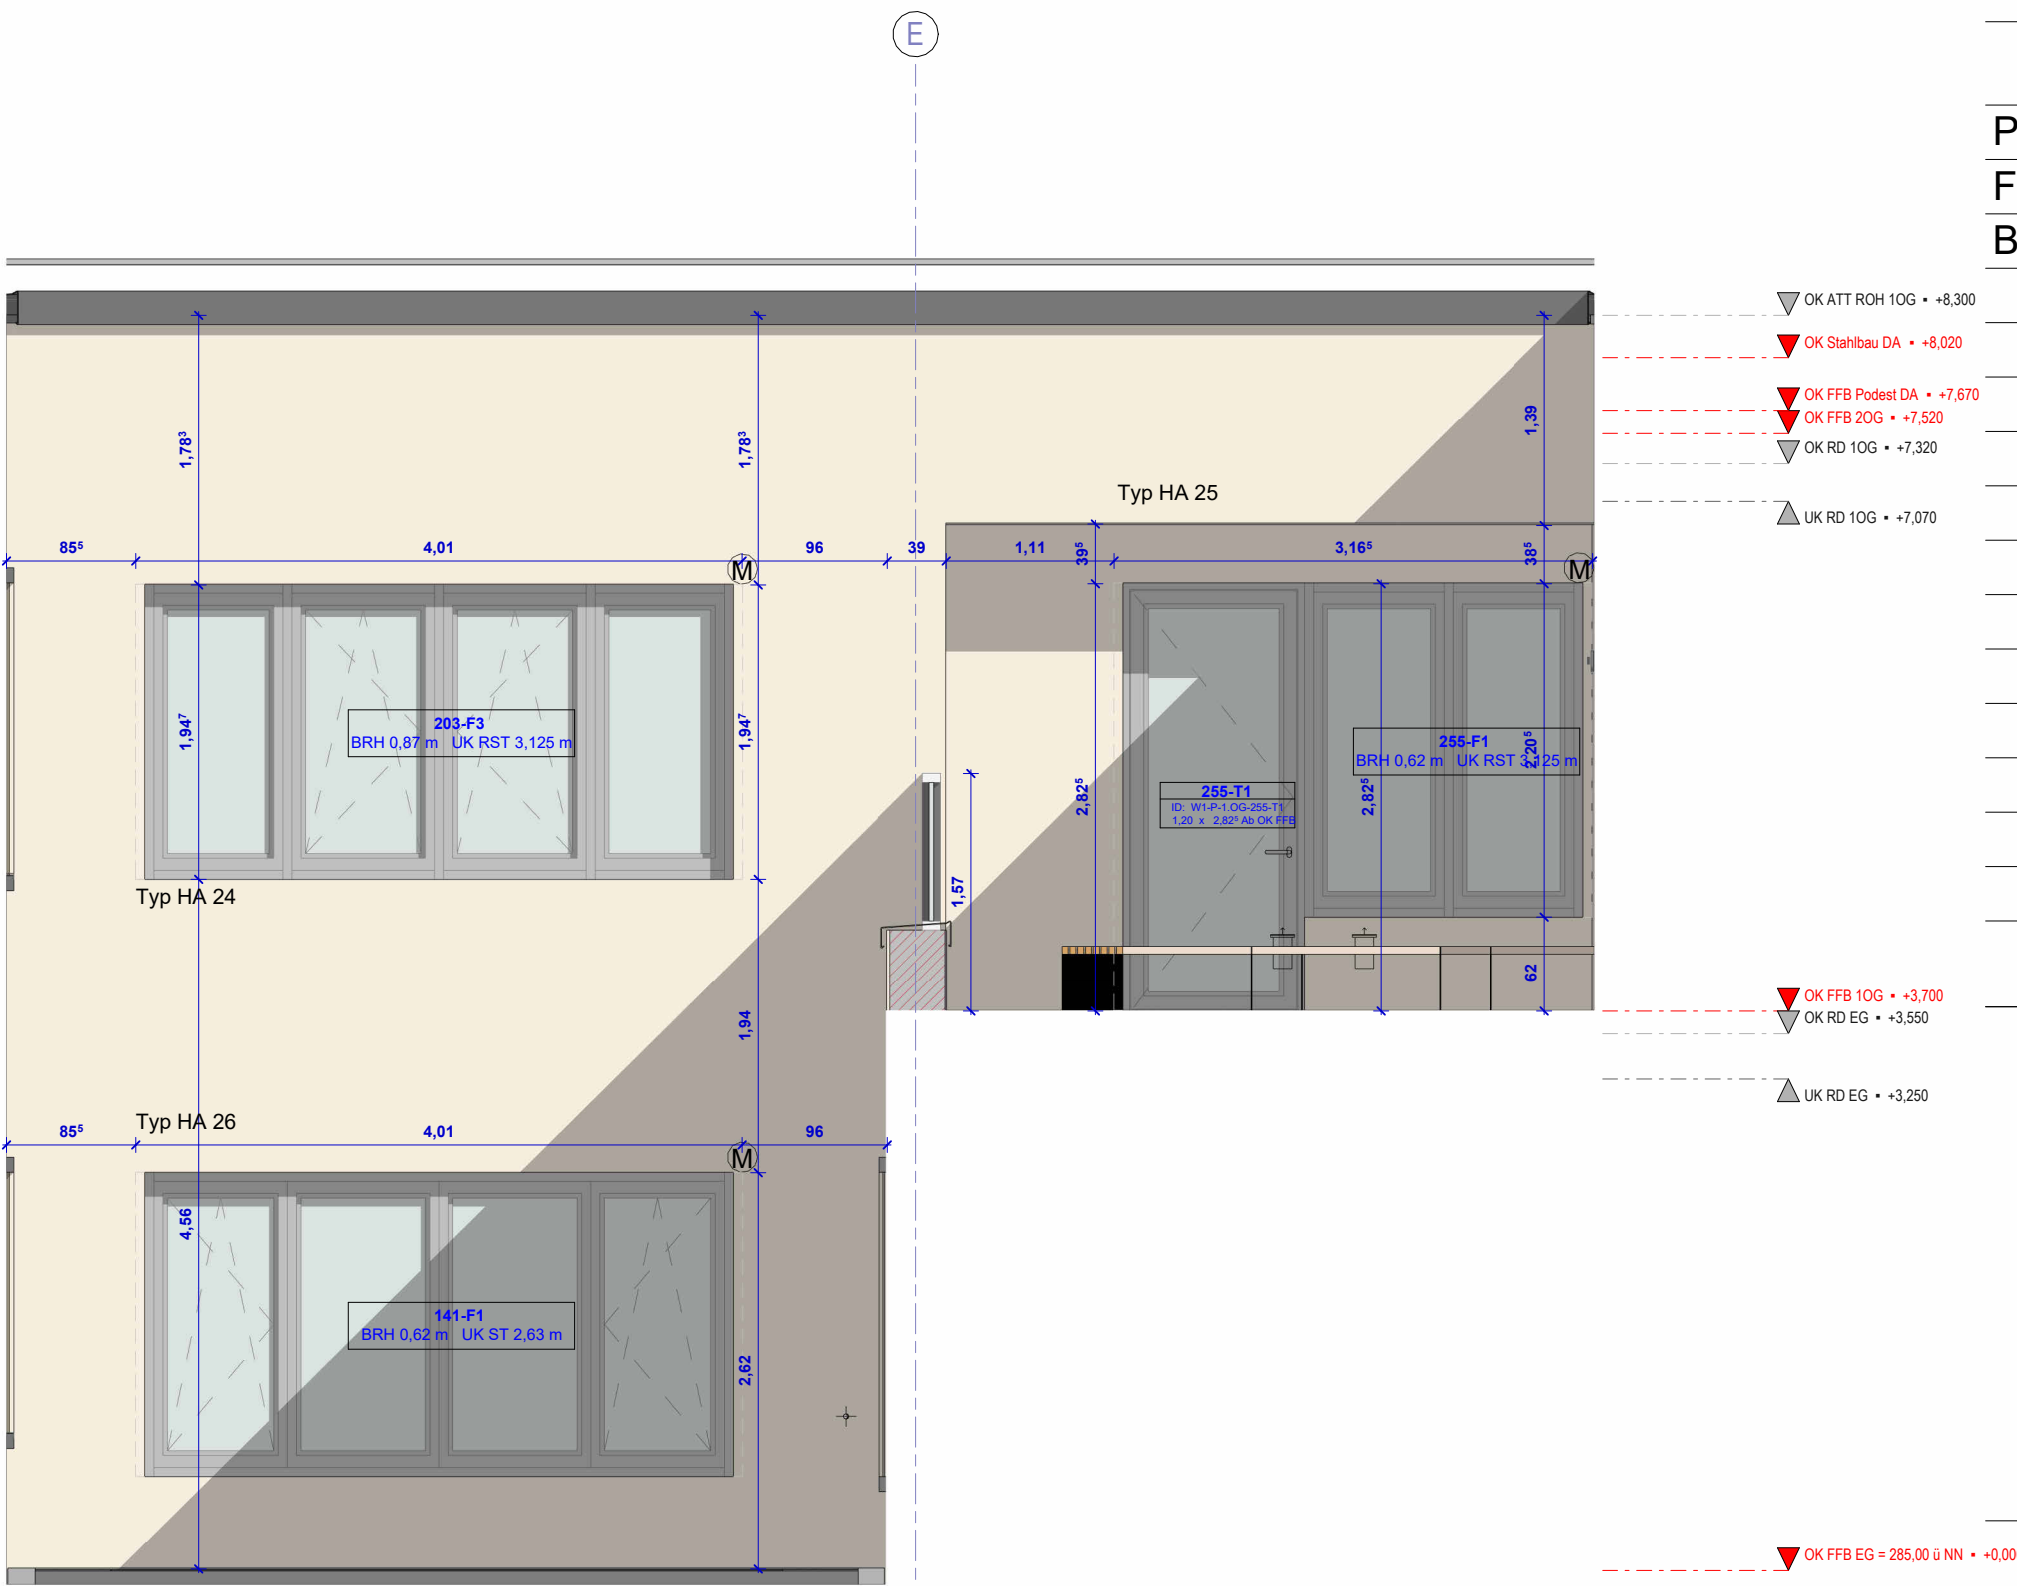 E
P
F
B
OK ATT ROH 1OG ▪ +8,300
OK Stahlbau DA ▪ +8,020
OK FFB Podest DA ▪ +7,670
OK FFB 2OG ▪ +7,520
OK RD 1OG ▪ +7,320
UK RD 1OG ▪ +7,070
1,78³
1,78³
1,39
Typ HA 25
85⁵
4,01
96
39
1,11
39⁵
3,16⁵
38⁵
M
M
1,94⁷
203-F3
BRH 0,87 m UK RST 3,125 m
1,94⁷
2,82⁵
255-T1
ID: W1-P-1.OG-255-T1
1,20 x 2,82⁵ Ab OK FFB
2,82⁵
255-F1
BRH 0,62 m UK RST 3,125 m
2,20⁵
Typ HA 24
1,57
62
1,94
OK FFB 1OG ▪ +3,700
OK RD EG ▪ +3,550
UK RD EG ▪ +3,250
Typ HA 26
85⁵
4,01
96
M
4,56
141-F1
BRH 0,62 m UK ST 2,63 m
2,62
OK FFB EG = 285,00 ü NN ▪ +0,00